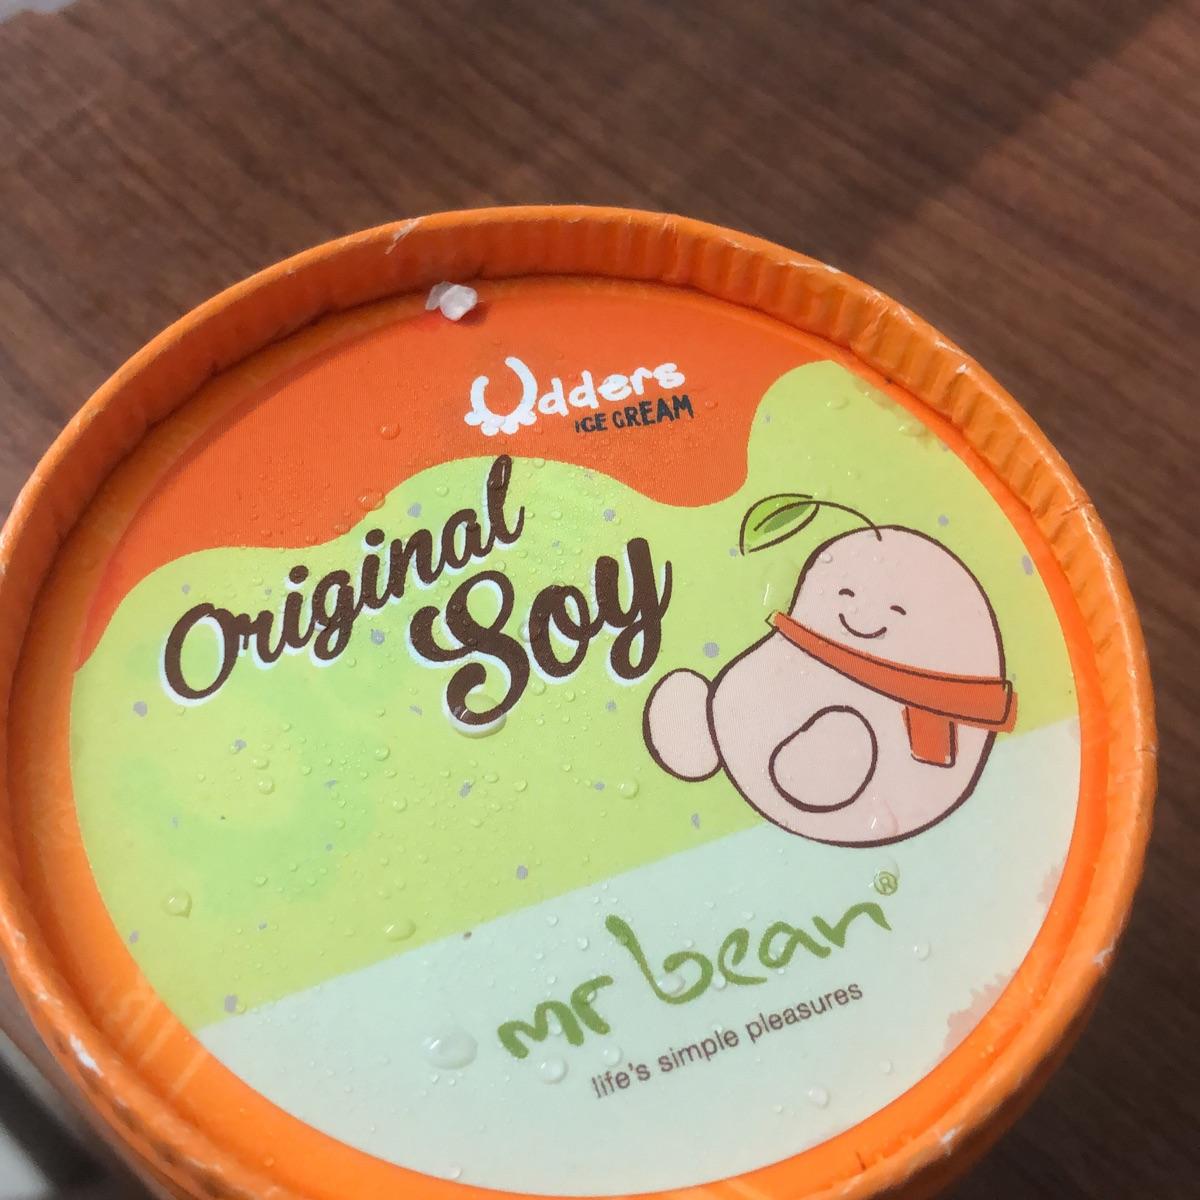 Udders
ICE CREAM
Original
Soy
mr bean®
life's simple pleasures